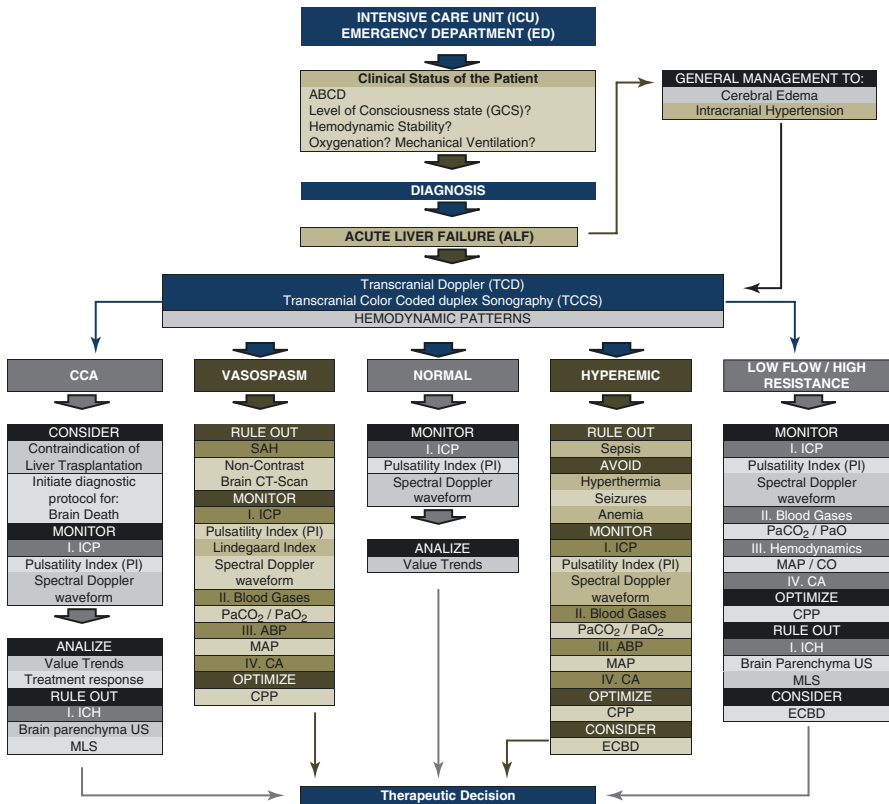 INTENSIVE CARE UNIT (ICU)
EMERGENCY DEPARTMENT (ED)
Clinical Status of the Patient
ABCD
Level of Consciousness state (GCS)?
Hemodynamic Stability?
Oxygenation? Mechanical Ventilation?
GENERAL MANAGEMENT TO:
Cerebral Edema
Intracranial Hypertension
DIAGNOSIS
ACUTE LIVER FAILURE (ALF)
Transcranial Doppler (TCD)
Transcranial Color Coded duplex Sonography (TCCS)
HEMODYNAMIC PATTERNS
CCA
CONSIDER
Contraindication of
Liver Trasplantation
Initiate diagnostic
protocol for:
Brain Death
MONITOR
I. ICP
Pulsatility Index (PI)
Spectral Doppler
waveform
ANALIZE
Value Trends
Treatment response
RULE OUT
I. ICH
Brain parenchyma US
MLS
VASOSPASM
RULE OUT
SAH
Non-Contrast
Brain CT-Scan
MONITOR
I. ICP
Pulsatility Index (PI)
Lindegaard Index
Spectral Doppler
waveform
II. Blood Gases
PaCO2 / PaO2
III. ABP
MAP
IV. CA
OPTIMIZE
CPP
NORMAL
MONITOR
I. ICP
Pulsatility Index (PI)
Spectral Doppler
waveform
ANALIZE
Value Trends
HYPEREMIC
RULE OUT
Sepsis
AVOID
Hyperthermia
Seizures
Anemia
MONITOR
I. ICP
Pulsatility Index (PI)
Spectral Doppler
waveform
II. Blood Gases
PaCO2 / PaO2
III. ABP
MAP
IV. CA
OPTIMIZE
CPP
CONSIDER
ECBD
LOW FLOW / HIGH
RESISTANCE
MONITOR
I. ICP
Pulsatility Index (PI)
Spectral Doppler
waveform
II. Blood Gases
PaCO2 / PaO
III. Hemodynamics
MAP / CO
IV. CA
OPTIMIZE
CPP
RULE OUT
I. ICH
Brain Parenchyma US
MLS
CONSIDER
ECBD
Therapeutic Decision